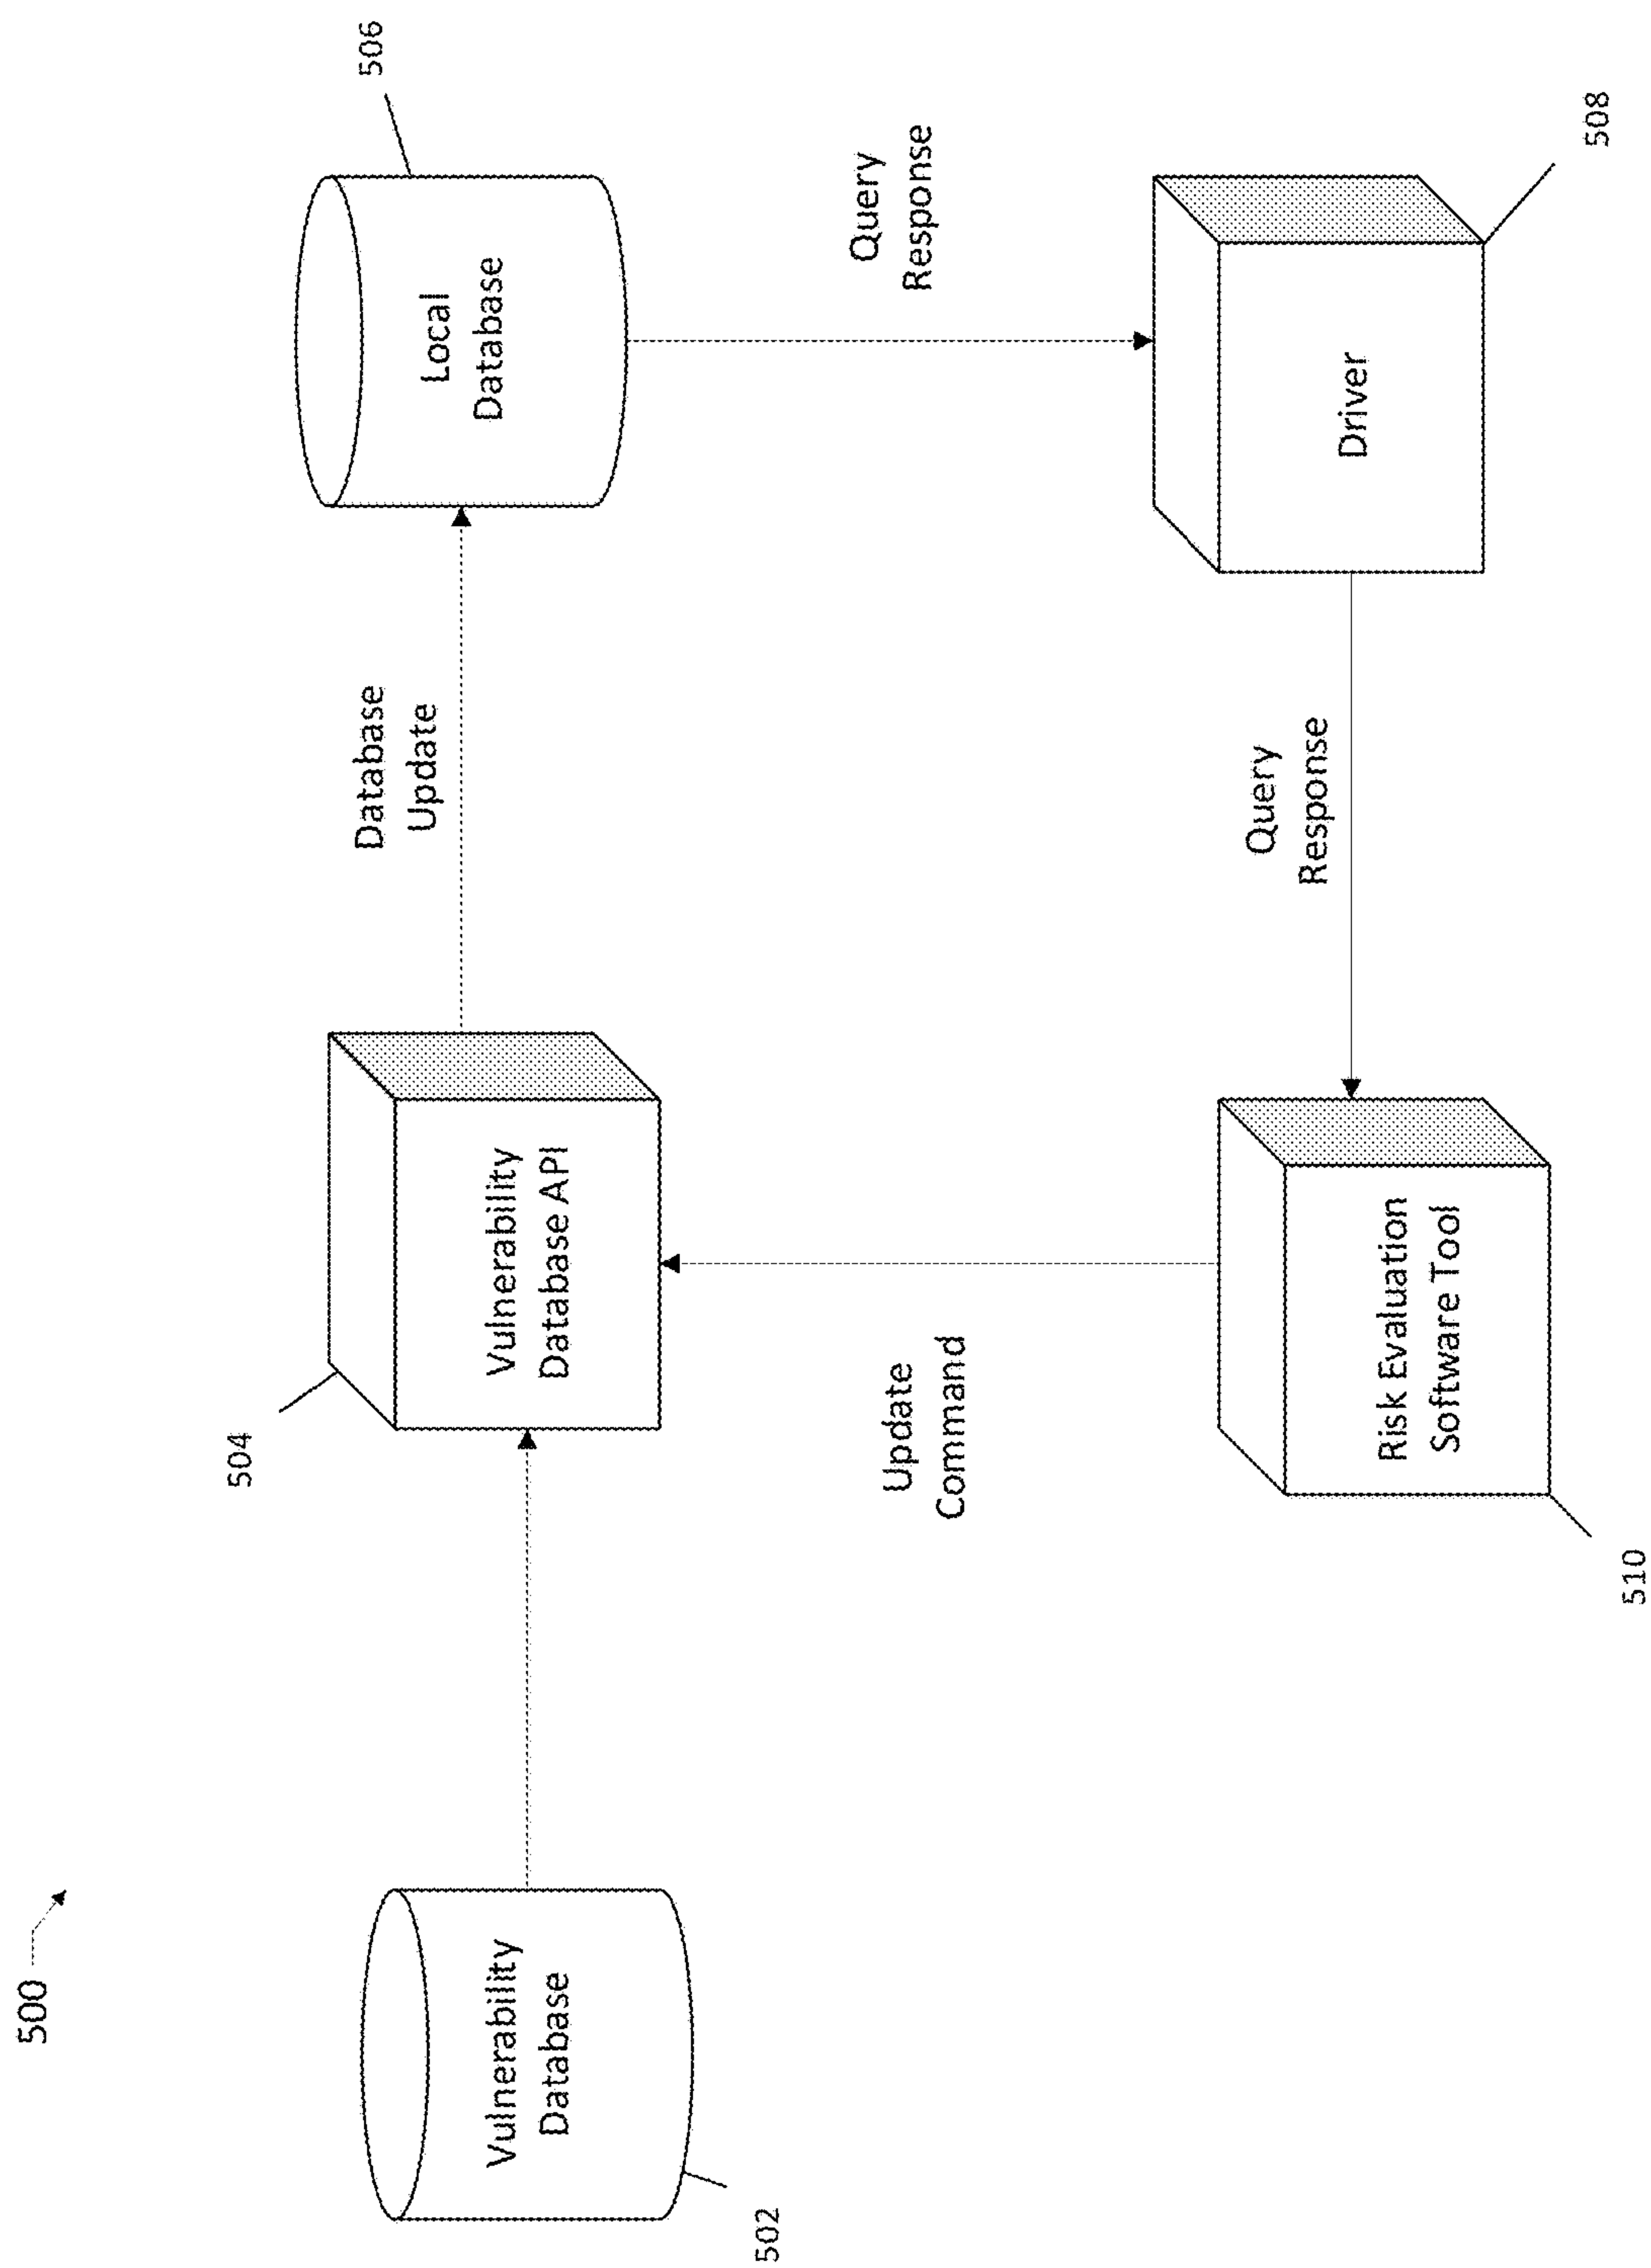 500
502
Vulnerability
Database
504
Vulnerability
Database API
Database
Update
506
Local
Database
Update
Command
Query
Response
510
Risk Evaluation
Software Tool
Query
Response
Driver
508